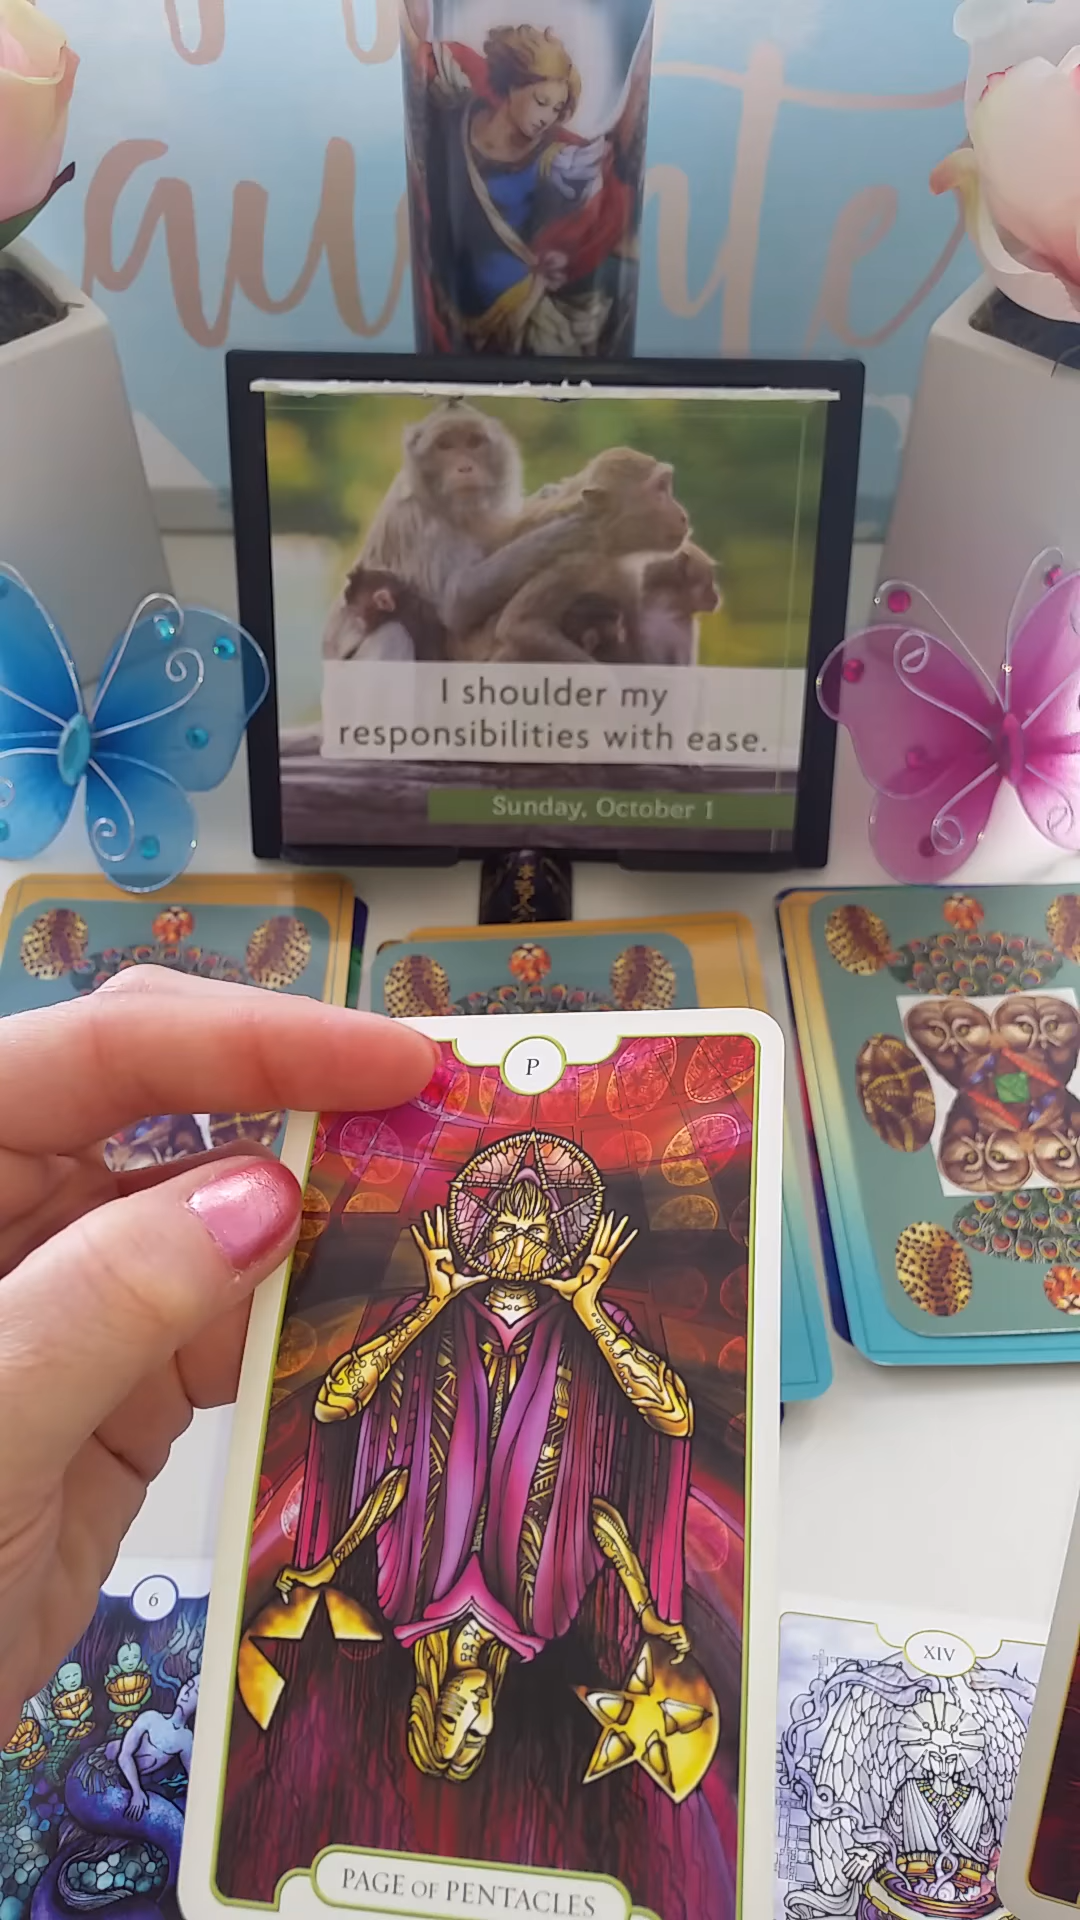 I shoulder my
responsibilities with ease.
Sunday, October 1
P
6
XIV
PAGE OF PENTACLES